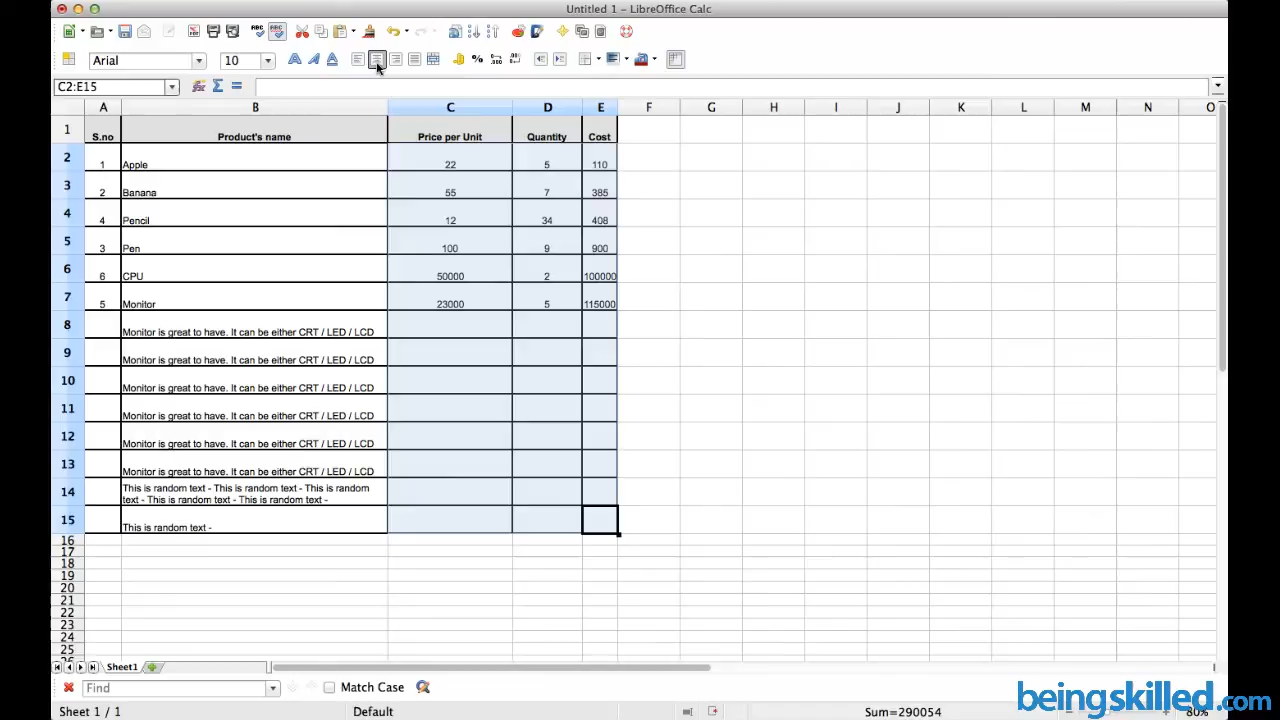 Untitled 1 - LibreOffice Calc
Arial 10
C2:E15
A B C D E F G H I J K L M N O
1 S.no Product's name Price per Unit Quantity Cost
2 1 Apple 22 5 110
3 2 Banana 55 7 385
4 4 Pencil 12 34 408
5 3 Pen 100 9 900
6 6 CPU 50000 2 100000
7 5 Monitor 23000 5 115000
8 Monitor is great to have. It can be either CRT / LED / LCD
9 Monitor is great to have. It can be either CRT / LED / LCD
10 Monitor is great to have. It can be either CRT / LED / LCD
11 Monitor is great to have. It can be either CRT / LED / LCD
12 Monitor is great to have. It can be either CRT / LED / LCD
13 Monitor is great to have. It can be either CRT / LED / LCD
14 This is random text - This is random text - This is random
text - This is random text - This is random text -
15 This is random text -
16
17
18
19
20
21
22
23
24
25
Sheet1
Find Match Case
beingskilled.com
Sheet 1 / 1 Default Sum=290054 80%